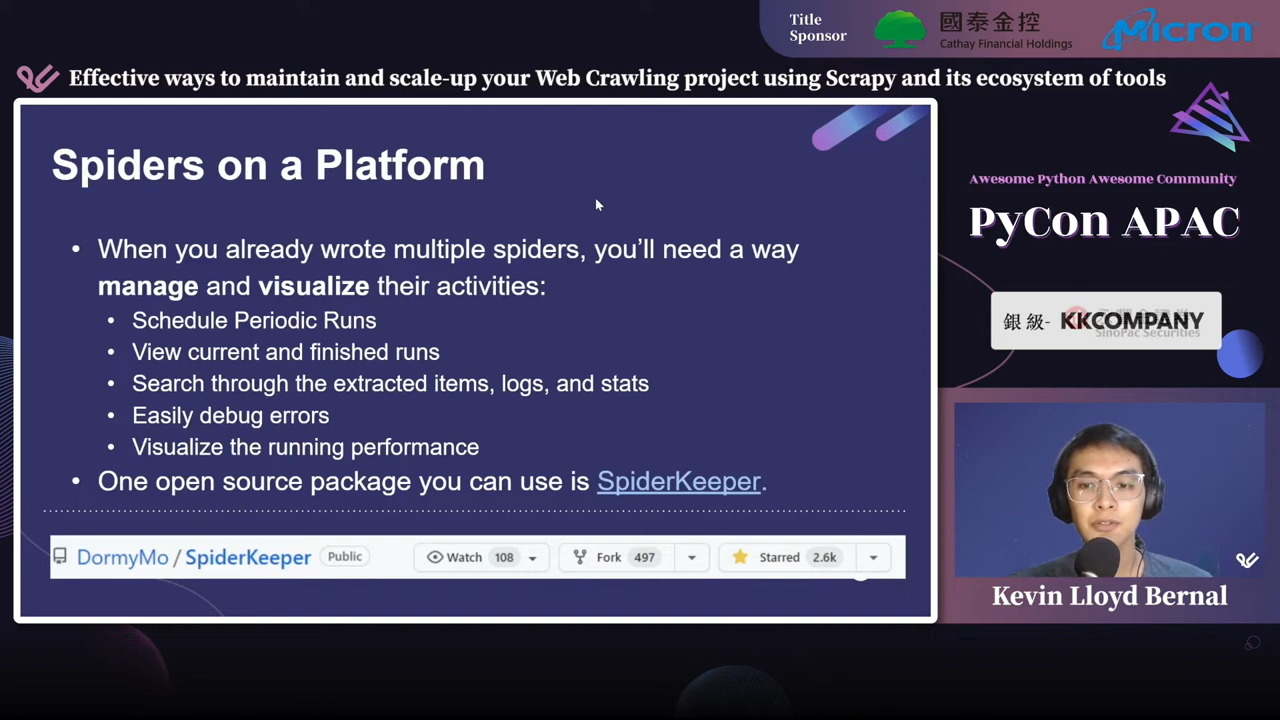 Title
Sponsor
國泰金控
Cathay Financial Holdings
Micron
Effective ways to maintain and scale-up your Web Crawling project using Scrapy and its ecosystem of tools
Spiders on a Platform
• When you already wrote multiple spiders, you’ll need a way
manage and visualize their activities:
• Schedule Periodic Runs
• View current and finished runs
• Search through the extracted items, logs, and stats
• Easily debug errors
• Visualize the running performance
• One open source package you can use is SpiderKeeper.
DormyMo / SpiderKeeper Public Watch 108 Fork 497 Starred 2.6k
Awesome Python Awesome Community
PyCon APAC
銀級- KKCOMPANY
SinoPac Securities
Kevin Lloyd Bernal